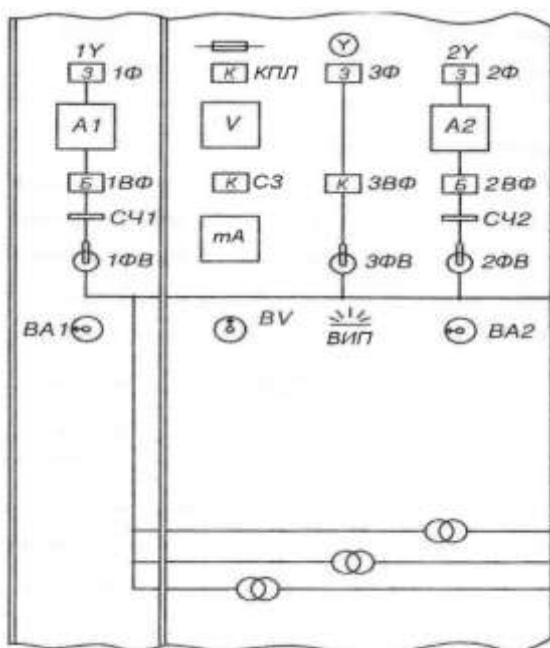 1Y Y 2Y
З 1Ф К КПЛ З 3Ф З 2Ф
А1 V А2
Б 1ВФ К СЗ К 3ВФ Б 2ВФ
СЧ1 СЧ2
mA
1ФВ 3ФВ 2ФВ
ВА1 BV ВИП ВА2